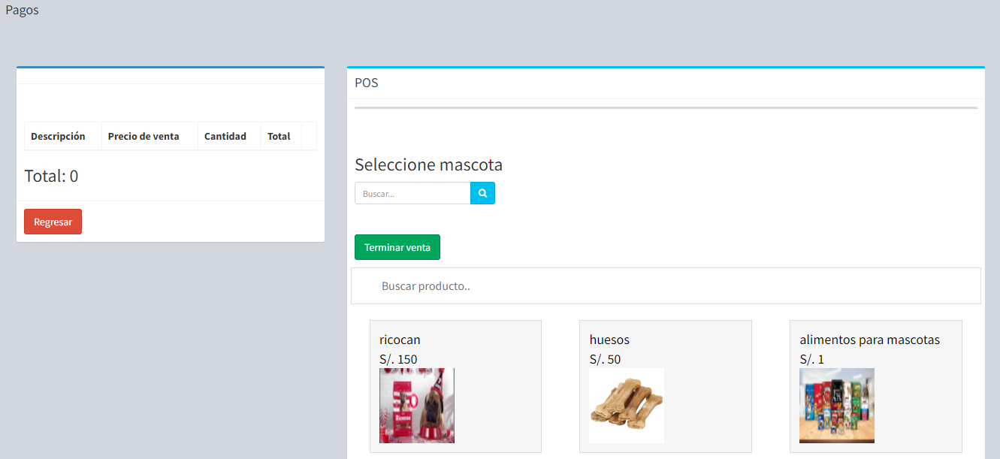 Pagos
Descripción Precio de venta Cantidad Total
Total: 0
Regresar
POS
Seleccione mascota
Buscar...
Terminar venta
Buscar producto..
ricocan
S/. 150
Ricocan
huesos
S/. 50
alimentos para mascotas
S/. 1